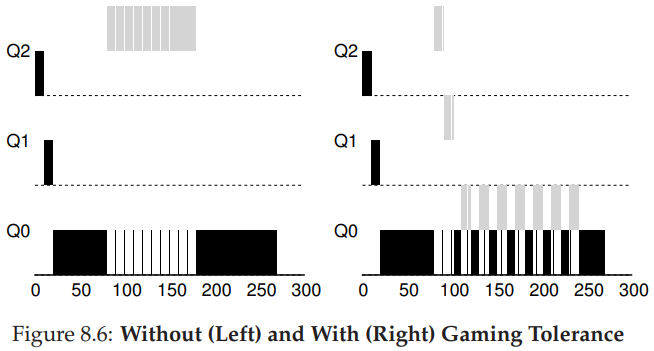 Q2 Q2
Q1 Q1
Q0 Q0
0 50 100 150 200 250 300 0 50 100 150 200 250 300
Figure 8.6: Without (Left) and With (Right) Gaming Tolerance